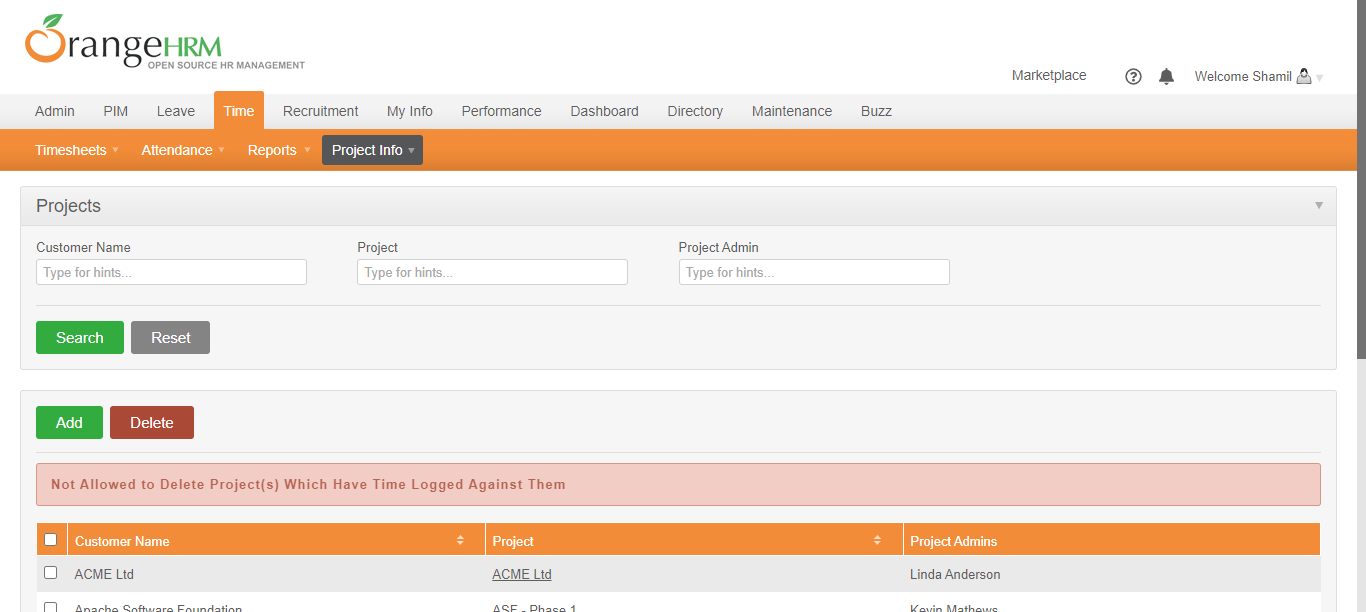 OrangeHRM
OPEN SOURCE HR MANAGEMENT
Marketplace ? Welcome Shamil
Admin PIM Leave Time Recruitment My Info Performance Dashboard Directory Maintenance Buzz
Timesheets Attendance Reports Project Info
Projects
Customer Name Project Project Admin
Type for hints... Type for hints... Type for hints...
Search Reset
Add Delete
Not Allowed to Delete Project(s) Which Have Time Logged Against Them
Customer Name Project Project Admins
ACME Ltd ACME Ltd Linda Anderson
Apache Software Foundation ASF - Phase 1 Kevin Mathews